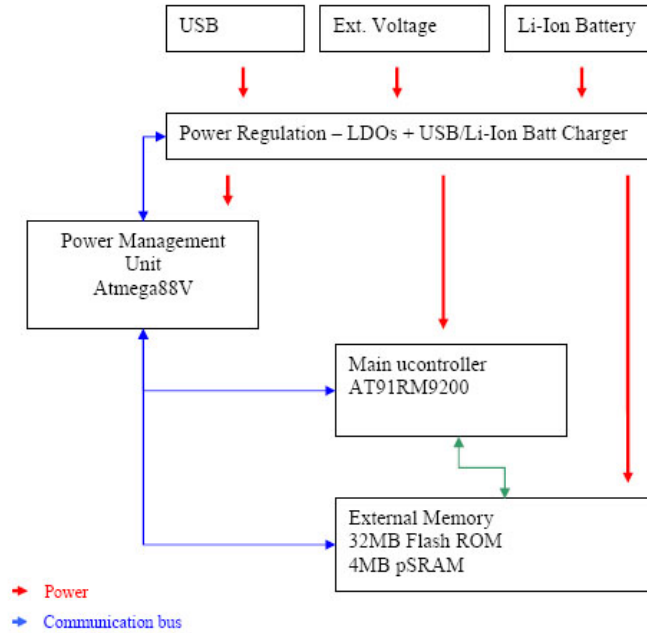 USB
Ext. Voltage
Li-Ion Battery
Power Regulation – LDOs + USB/Li-Ion Batt Charger
Power Management
Unit
Atmega88V
Main ucontroller
AT91RM9200
External Memory
32MB Flash ROM
4MB pSRAM
Power
Communication bus